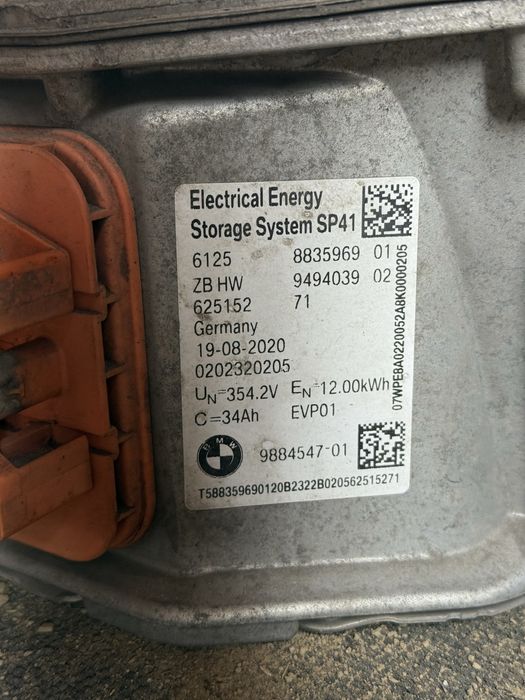 Electrical Energy
Storage System SP41
6125 8835969 01
ZB HW 9494039 02
625152 71
Germany
19-08-2020
0202320205
UN=354.2V EN=12.00kWh
C=34Ah EVP01
BMW
9884547-01
T588359690120B2322B020562515271
07WPE8A0220052A8K0000205